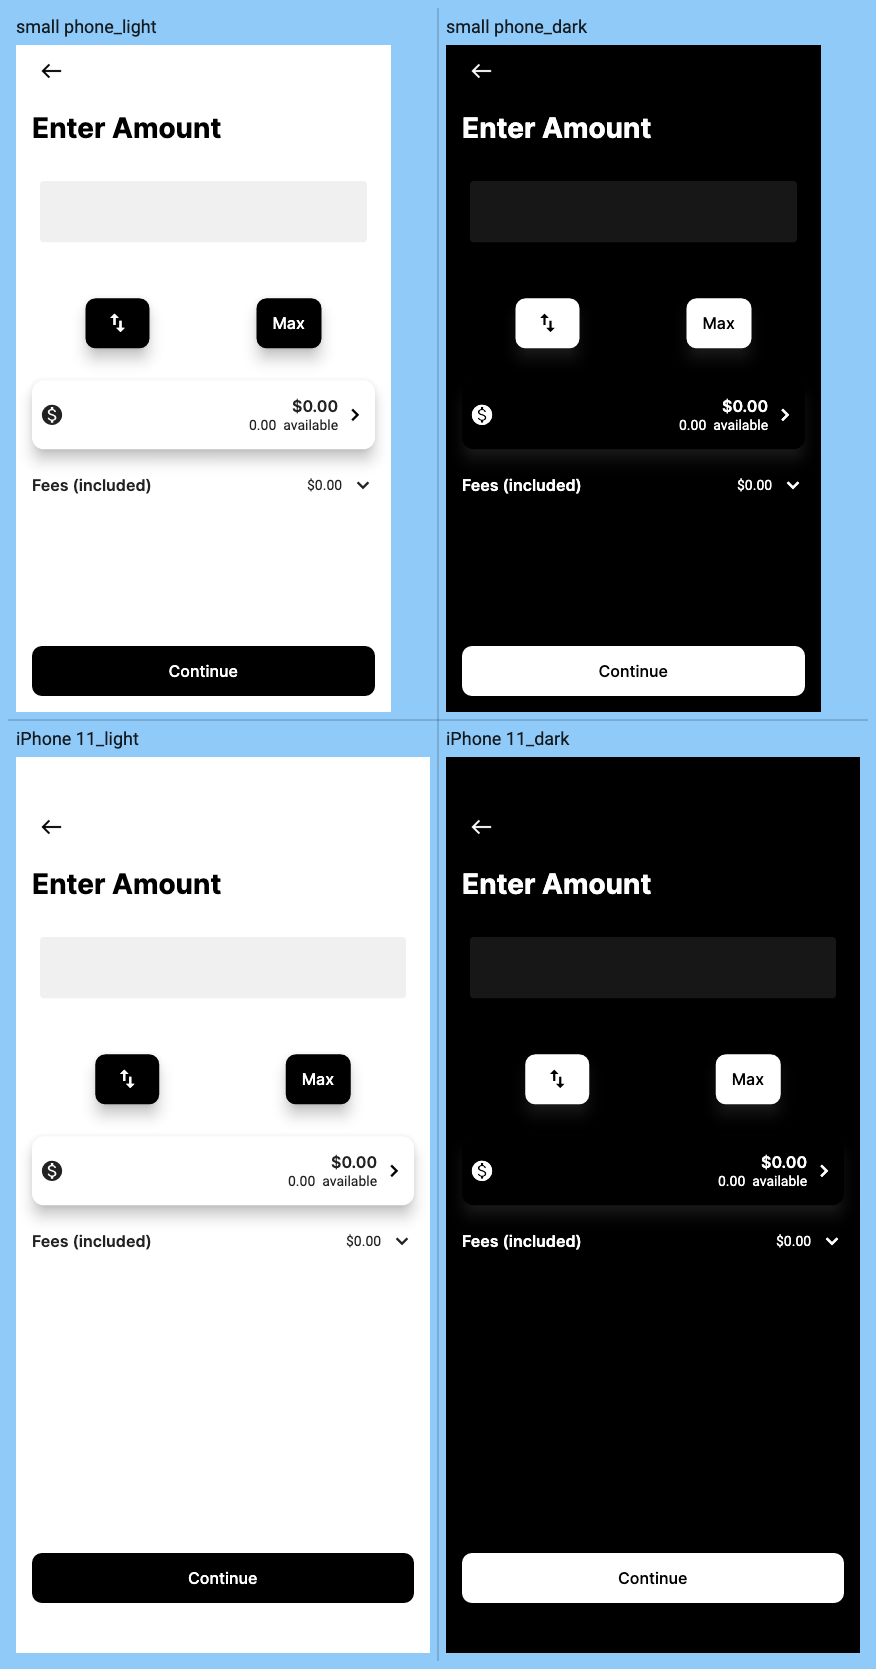 small phone_light
Enter Amount
Max
$0.00
0.00 available
Fees (included)
$0.00
Continue
small phone_dark
Enter Amount
Max
$0.00
0.00 available
Fees (included)
$0.00
Continue
iPhone 11_light
Enter Amount
Max
$0.00
0.00 available
Fees (included)
$0.00
Continue
iPhone 11_dark
Enter Amount
Max
$0.00
0.00 available
Fees (included)
$0.00
Continue